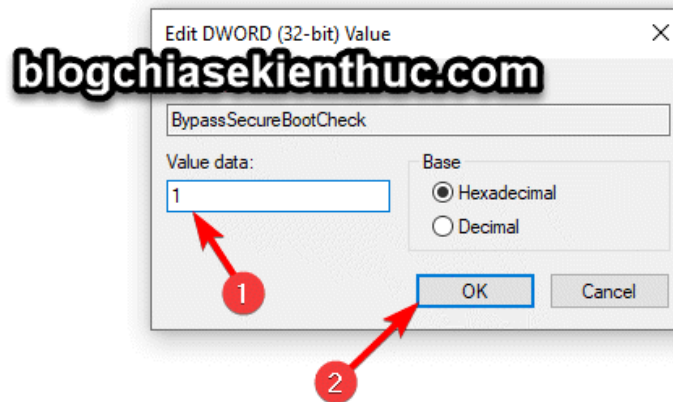 Edit DWORD (32-bit) Value
blogchiasekienthuc.com
BypassSecureBootCheck
Value data:
Base
1
Hexadecimal
Decimal
1
OK
Cancel
2